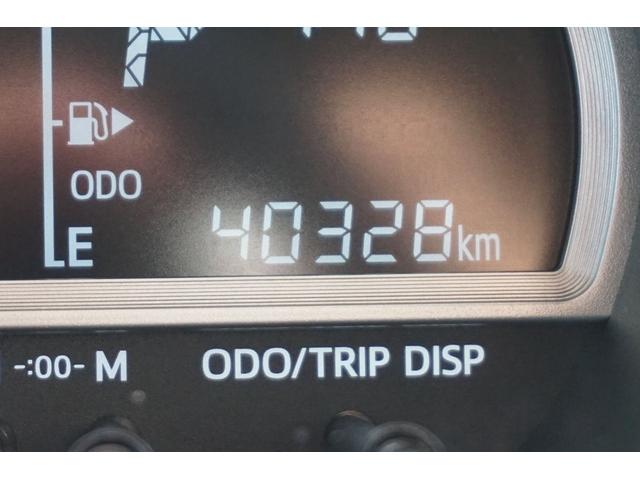 ODO
40328km
E
-:00- M ODO/TRIP DISP